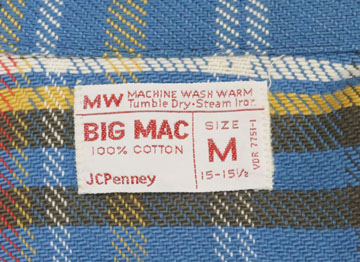 MW MACHINE WASH WARM
Tumble Dry·Steam Iron
BIG MAC
100% COTTON
JCPenney
SIZE
M
15-15½
VDR 7751-1